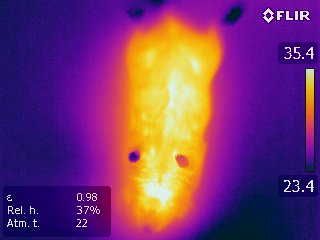 FLIR
35.4
23.4
ε 0.98
Rel. h. 37%
Atm. t. 22